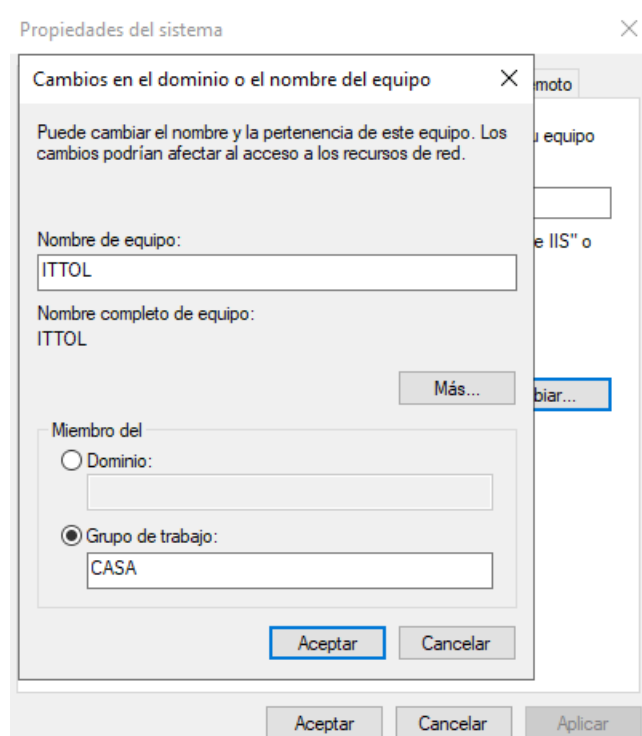 Propiedades del sistema
Cambios en el dominio o el nombre del equipo
Puede cambiar el nombre y la pertenencia de este equipo. Los
cambios podrían afectar al acceso a los recursos de red.
equipo
Nombre de equipo:
e IIS" o
ITTOL
Nombre completo de equipo:
ITTOL
Más...
biar...
Miembro del
Dominio:
Grupo de trabajo:
CASA
Aceptar Cancelar
Aceptar Cancelar Aplicar